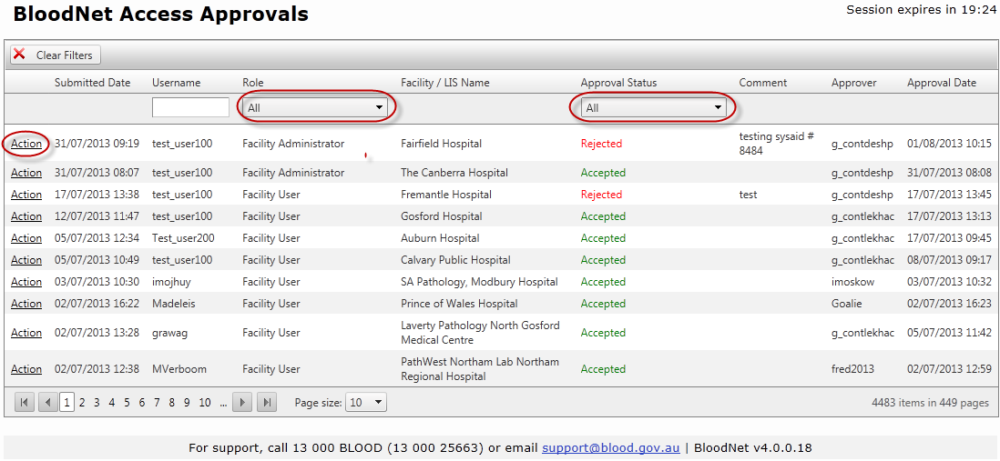 BloodNet Access Approvals
Session expires in 19:24
Clear Filters
Submitted Date Username Role Facility / LIS Name Approval Status Comment Approver Approval Date
All All
Action 31/07/2013 09:19 test_user100 Facility Administrator Fairfield Hospital Rejected testing sysaid # g_contdeshp 01/08/2013 10:15
8484
Action 31/07/2013 08:07 test_user100 Facility Administrator The Canberra Hospital Accepted g_contdeshp 31/07/2013 08:08
Action 17/07/2013 13:38 test_user100 Facility User Fremantle Hospital Rejected test g_contdeshp 17/07/2013 13:45
Action 12/07/2013 11:47 test_user100 Facility User Gosford Hospital Accepted g_contlekhac 17/07/2013 13:13
Action 05/07/2013 12:34 Test_user200 Facility User Auburn Hospital Accepted g_contlekhac 17/07/2013 09:45
Action 05/07/2013 10:49 test_user100 Facility User Calvary Public Hospital Accepted g_contlekhac 08/07/2013 09:17
Action 03/07/2013 10:30 imojhuy Facility User SA Pathology, Modbury Hospital Accepted imoskow 03/07/2013 10:32
Action 02/07/2013 16:22 Madeleis Facility User Prince of Wales Hospital Accepted Goalie 02/07/2013 16:23
Action 02/07/2013 13:28 grawag Facility User Laverty Pathology North Gosford Accepted g_contlekhac 05/07/2013 11:42
Medical Centre
Action 02/07/2013 12:38 MVerboom Facility User PathWest Northam Lab Northam Accepted fred2013 02/07/2013 12:59
Regional Hospital
1 2 3 4 5 6 7 8 9 10 ... Page size: 10 4483 items in 449 pages
For support, call 13 000 BLOOD (13 000 25663) or email support@blood.gov.au | BloodNet v4.0.0.18